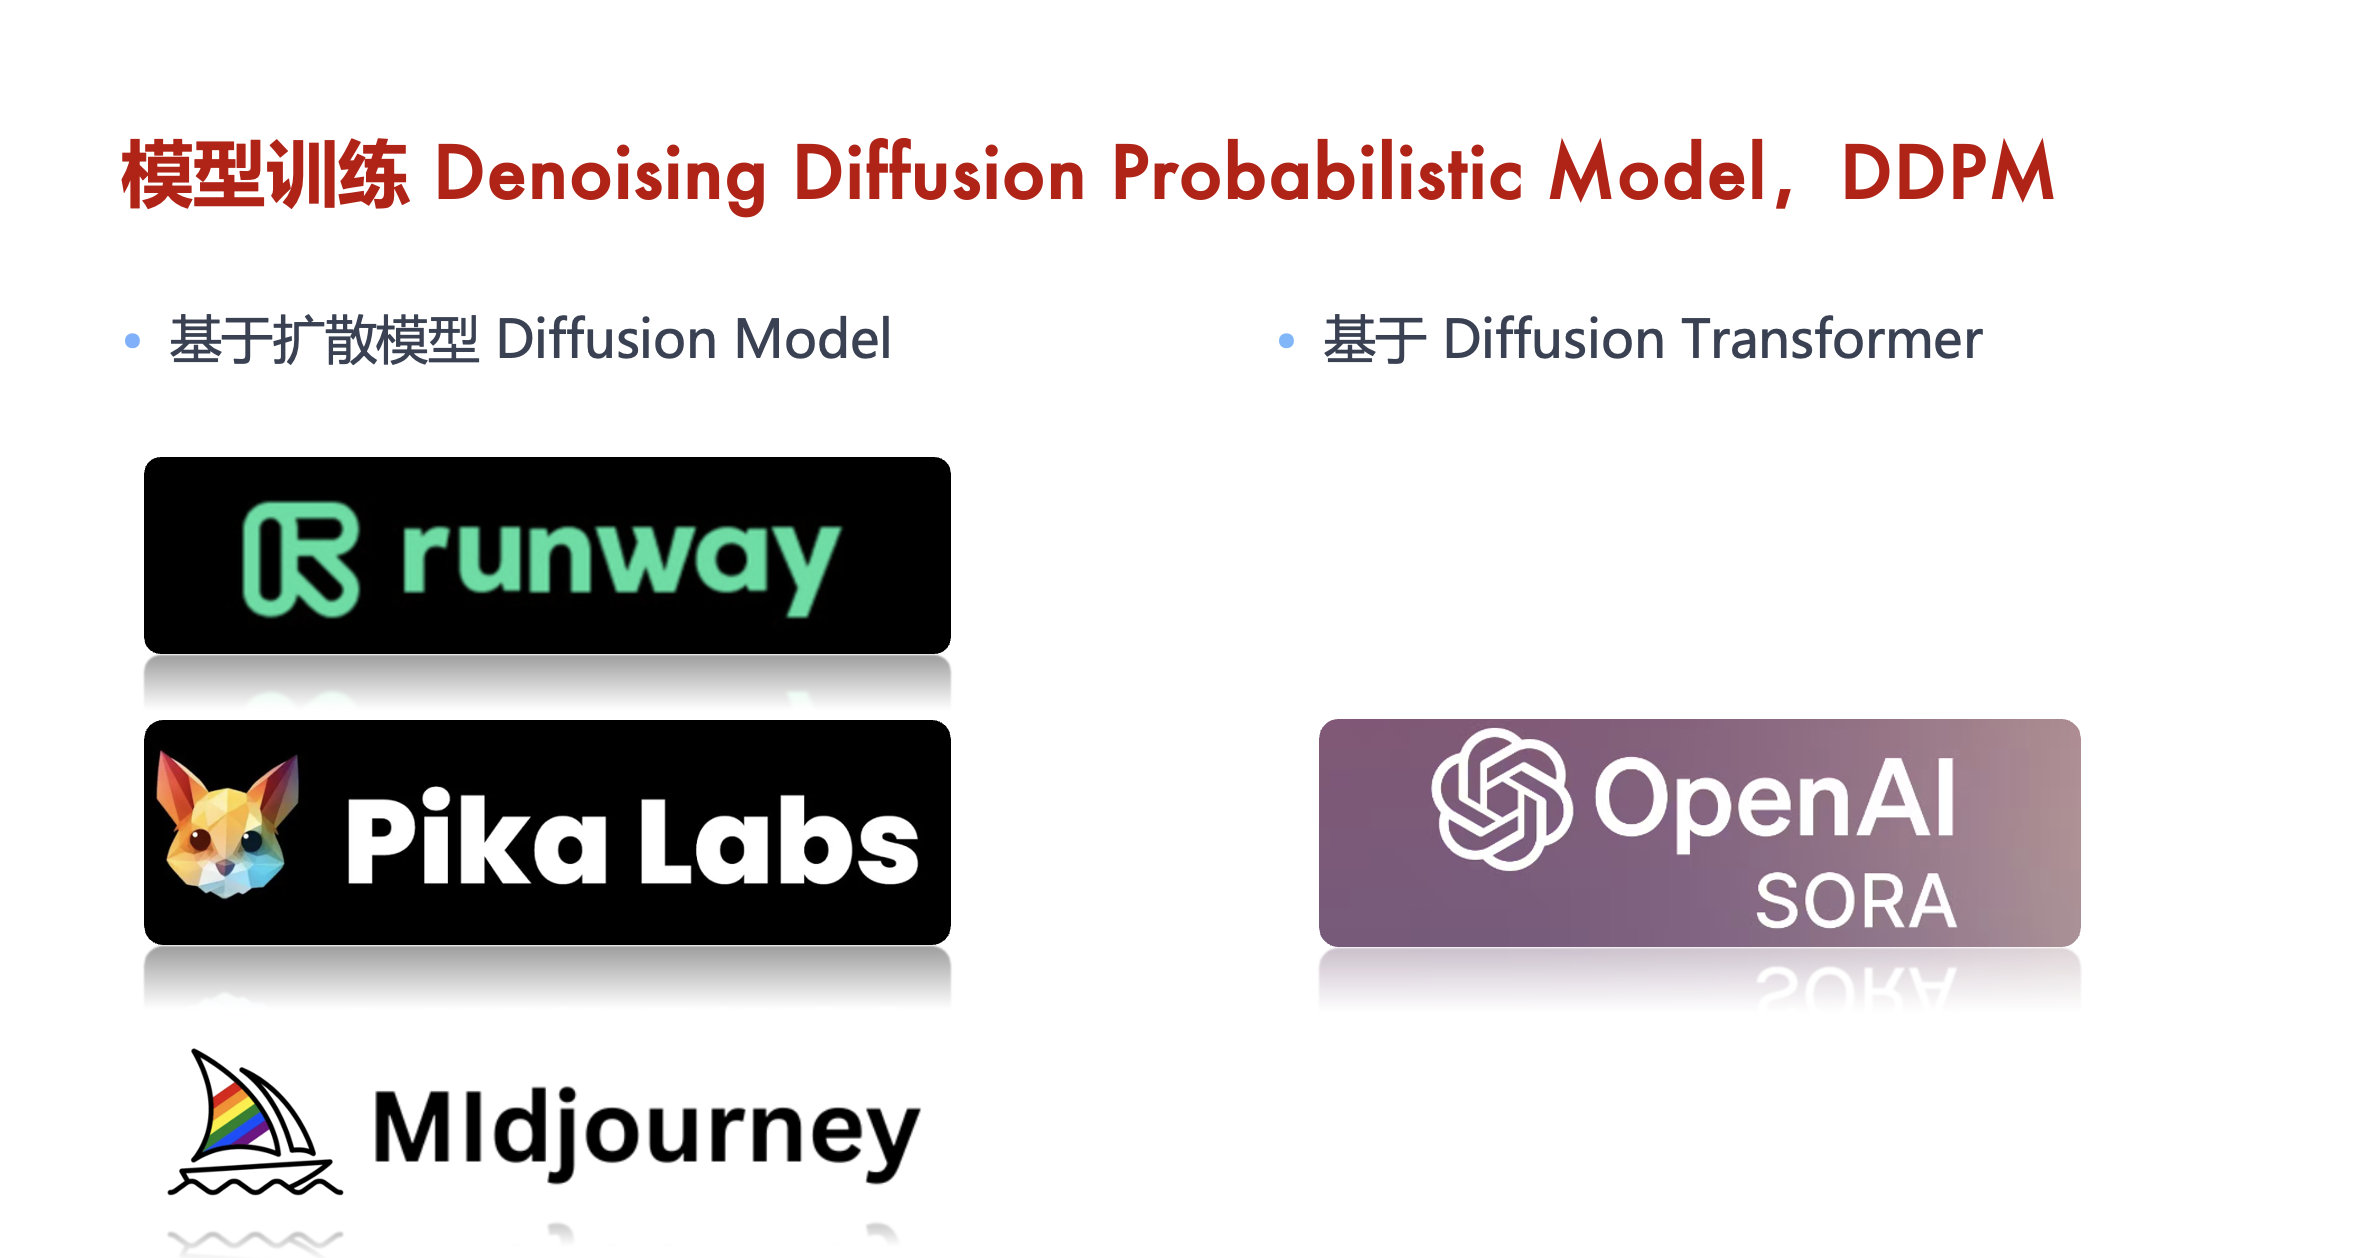 模型训练 Denoising Diffusion Probabilistic Model，DDPM
基于扩散模型 Diffusion Model
runway
Pika Labs
MIdjourney
基于 Diffusion Transformer
OpenAI
SORA